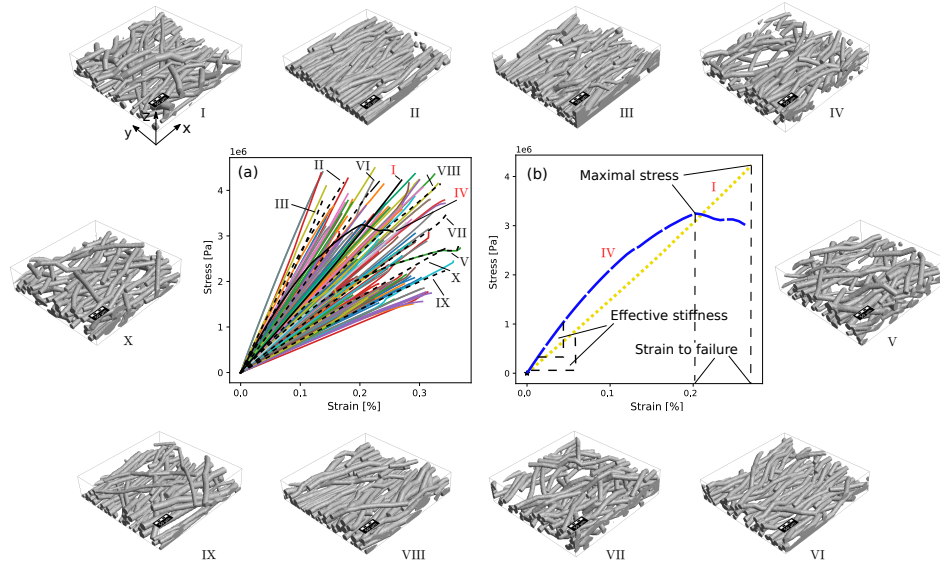 I
II
III
IV
z
y
x
1e6
(a)
II
VI
I
VIII
III
IV
VII
V
X
IX
4
3
2
1
0
Stress [Pa]
0.0
0.1
0.2
0.3
Strain [%]
1e6
(b)
Maximal stress
I
IV
Effective stiffness
Strain to failure
4
3
2
1
0
Stress [Pa]
0.0
0.1
0.2
Strain [%]
X
V
IX
VIII
VII
VI